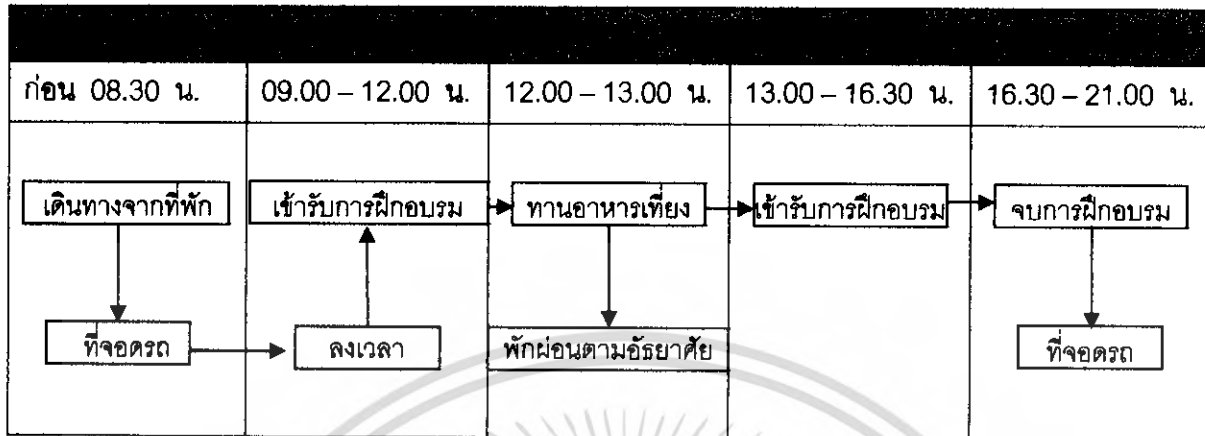 ก่อน 08.30 น. 09.00 – 12.00 น. 12.00 – 13.00 น. 13.00 – 16.30 น. 16.30 – 21.00 น.
เดินทางจากที่พัก เข้ารับการฝึกอบรม ทานอาหารเที่ยง เข้ารับการฝึกอบรม จบการฝึกอบรม
ที่จอดรถ ลงเวลา พักผ่อนตามอัธยาศัย ที่จอดรถ